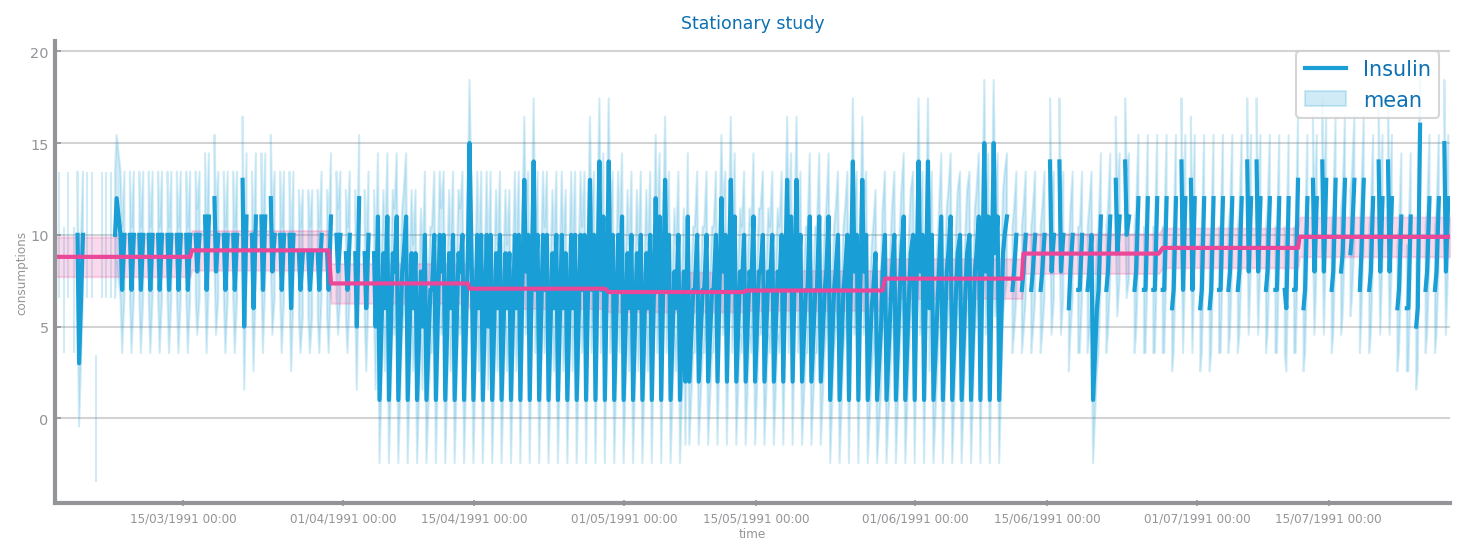 Stationary study
Insulin
mean
consumptions
20
15
10
5
0
15/03/1991 00:00
01/04/1991 00:00
15/04/1991 00:00
01/05/1991 00:00
15/05/1991 00:00
01/06/1991 00:00
15/06/1991 00:00
01/07/1991 00:00
15/07/1991 00:00
time